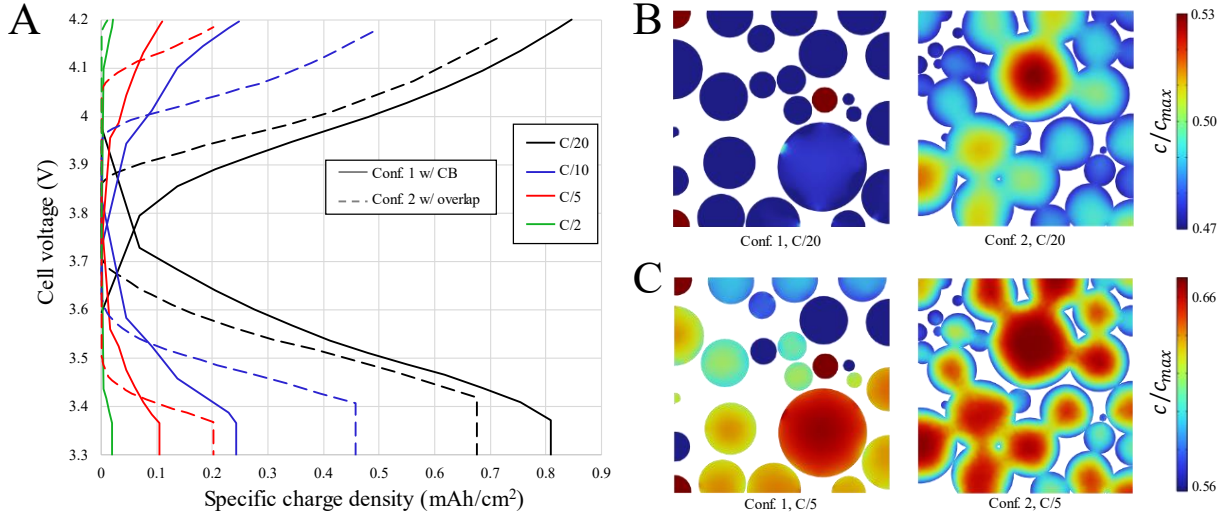 A
Cell voltage (V)
4.2
4.1
4
3.9
3.8
3.7
3.6
3.5
3.4
3.3
0
0.1
0.2
0.3
0.4
0.5
0.6
0.7
0.8
0.9
Specific charge density (mAh/cm²)
Conf. 1 w/ CB
Conf. 2 w/ overlap
C/20
C/10
C/5
C/2
B
Conf. 1, C/20
Conf. 2, C/20
0.53
0.50
0.47
c/cmax
C
Conf. 1, C/5
Conf. 2, C/5
0.66
0.56
c/cmax